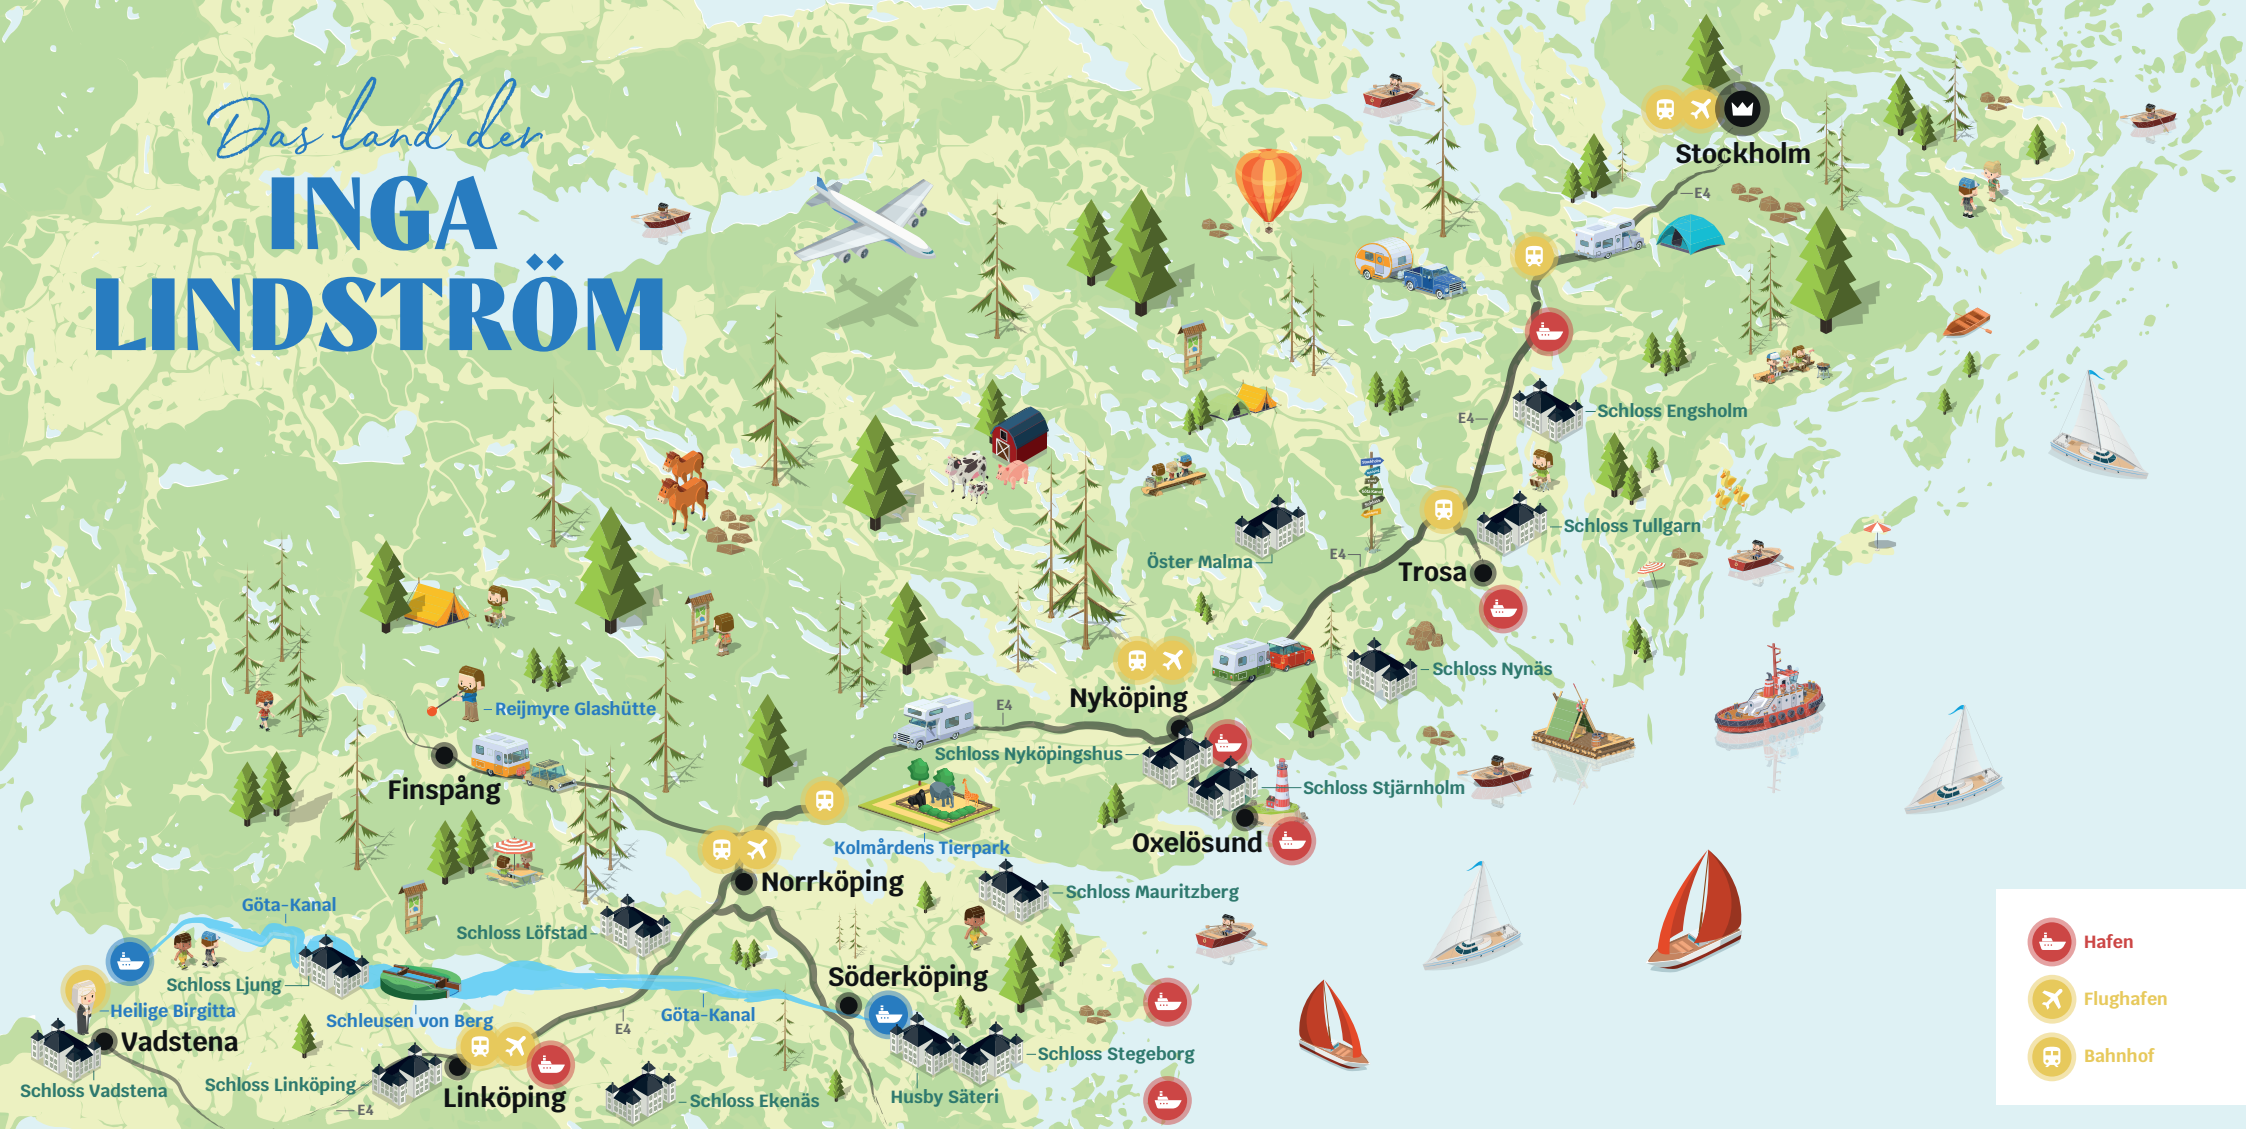 Das land der
INGA
LINDSTRÖM
Stockholm
E4
Schloss Engsholm
E4
Schloss Tullgarn
Öster Malma
E4
Trosa
Schloss Nynäs
Nyköping
E4
Reijmyre Glashütte
Schloss Nyköpingshus
Finspång
Schloss Stjärnholm
Oxelösund
Kolmårdens Tierpark
Norrköping
Schloss Mauritzberg
Göta-Kanal
Schloss Löfstad
Söderköping
Schloss Ljung
Heilige Birgitta
Schleusen von Berg
Göta-Kanal
E4
Vadstena
Schloss Stegeborg
Schloss Vadstena
Schloss Linköping
Linköping
Schloss Ekenäs
Husby Säteri
E4
Hafen
Flughafen
Bahnhof